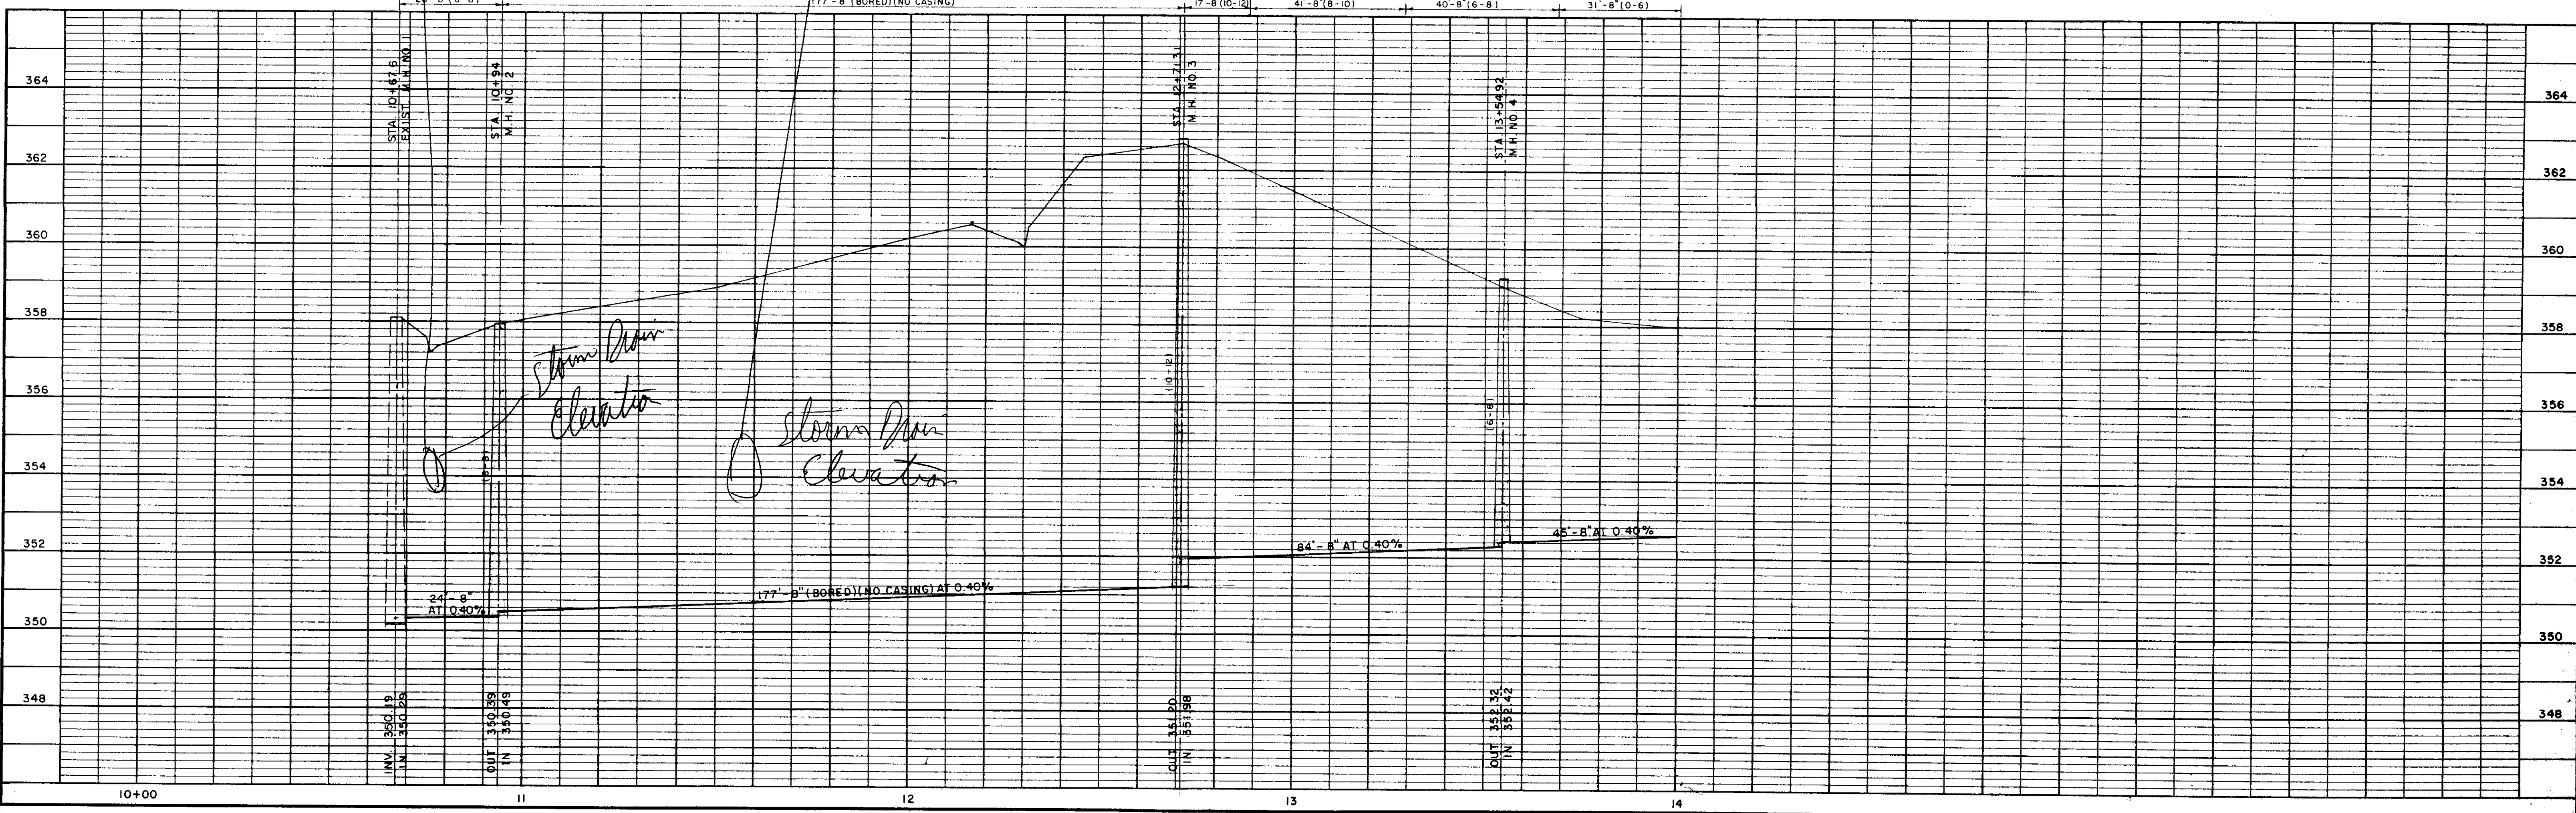 177'-8" (BORED)(NO CASING)
17'-8(10-12)
41'-8"(8-10)
40'-8"(6-8)
31'-8"(0-6)
STA. 10+67.6
EXIST. M.H. NO. 1
STA. 10+94
M.H. NO. 2
STA. 12+71.31
M.H. NO. 3
STA. 13+54.92
M.H. NO. 4
364
364
362
362
360
360
358
358
356
356
354
354
352
352
350
350
348
348
Storm Drain
Elevation
Storm Drain
Elevation
(10-12)
(6-8)
24'-8"
AT 0.40%
177'-8" (BORED)(NO CASING) AT 0.40%
84'-8" AT 0.40%
45'-8" AT 0.40%
INV. 350.19
IN 350.29
OUT 350.39
IN 350.49
OUT 351.20
IN 351.98
OUT 352.32
IN 352.42
10+00
11
12
13
14